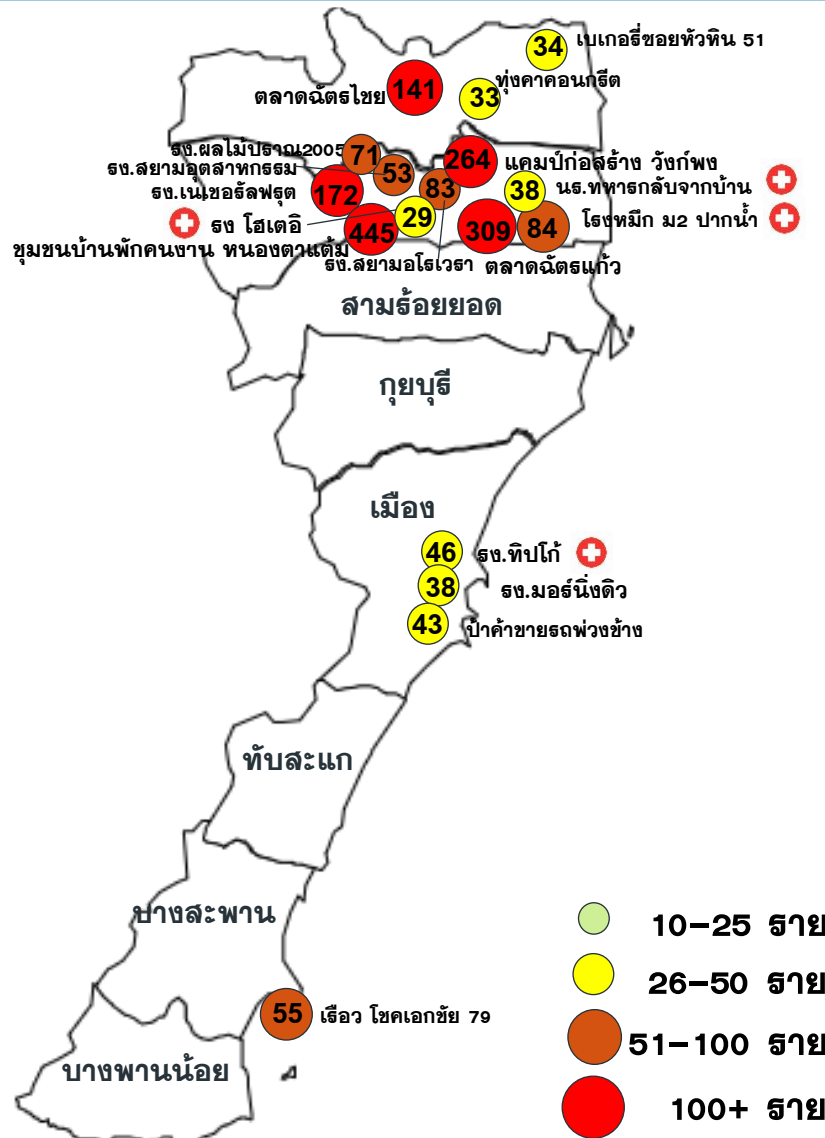 34 เบเกอรี่ซอยหัวหิน 51
ตลาดฉัตรไชย 141
33 ทุ่งคาคอนกรีต
รง.ผลไม้ปราณ2005 71
รง.สยามอุตสาหกรรม 53
264 แคมป์ก่อสร้าง วังก์พง
รง.เนเชอรัลฟรุต 172
83
38 นร.ทหารกลับจากบ้าน
รง โฮเตอิ 29
309
84 โรงหมึก ม2 ปากน้ำ
ชุมชนบ้านพักคนงาน หนองตาแต้ม 445
รง.สยามอโรเวรา
ตลาดฉัตรแก้ว
สามร้อยยอด
กุยบุรี
เมือง
46 รง.ทิปโก้
38 รง.มอร์นิ่งดิว
43 ป้าค้าขายรถพ่วงข้าง
ทับสะแก
บางสะพาน
55 เรือว โชคเอกชัย 79
บางพานน้อย
10-25 ราย
26-50 ราย
51-100 ราย
100+ ราย